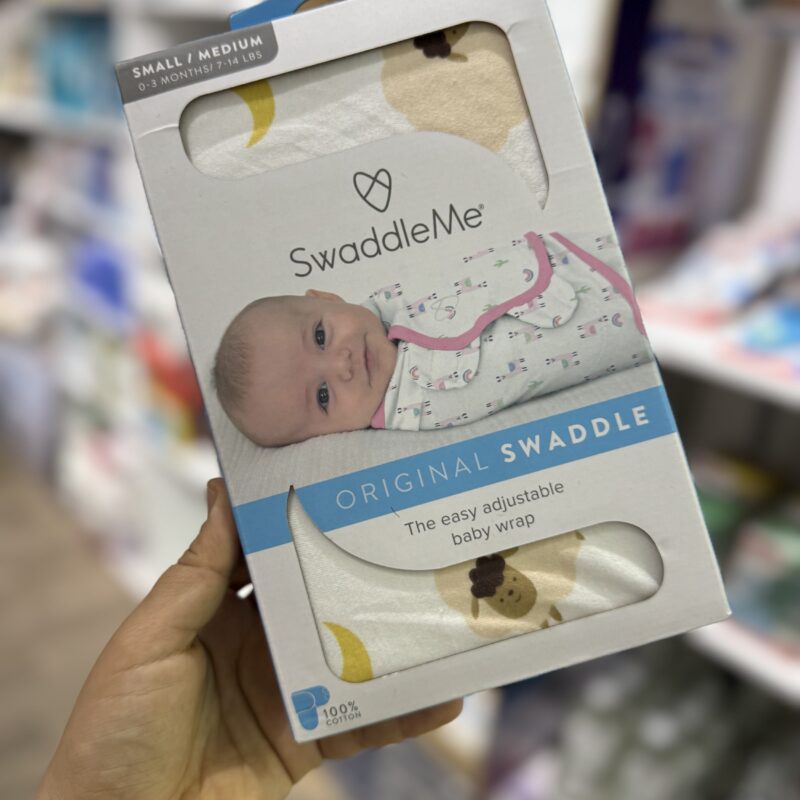 SMALL / MEDIUM
0-3 MONTHS/ 7-14 LBS
SwaddleMe®
ORIGINAL SWADDLE
The easy adjustable
baby wrap
100%
COTTON